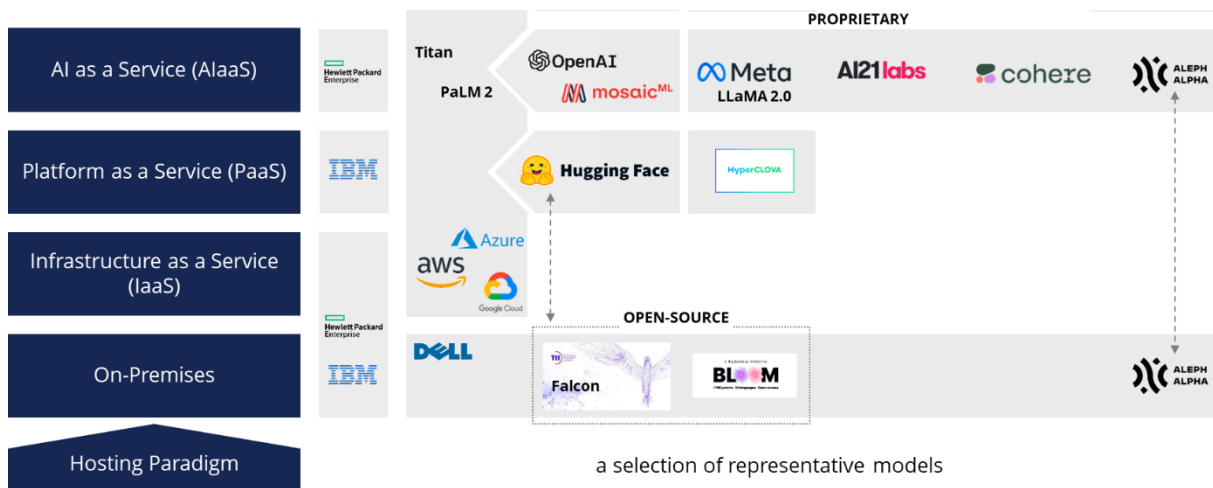 PROPRIETARY
AI as a Service (AIaaS)
Hewlett Packard
Enterprise
Titan
PaLM 2
OpenAI
mosaicML
Meta
LLaMA 2.0
AI21labs
cohere
ALEPH
ALPHA
Platform as a Service (PaaS)
IBM
Hugging Face
HyperCLOVA
Infrastructure as a Service
(IaaS)
Azure
aws
Google Cloud
Hewlett Packard
Enterprise
OPEN-SOURCE
On-Premises
IBM
DELL
TII
Falcon
BLOOM
ALEPH
ALPHA
Hosting Paradigm
a selection of representative models